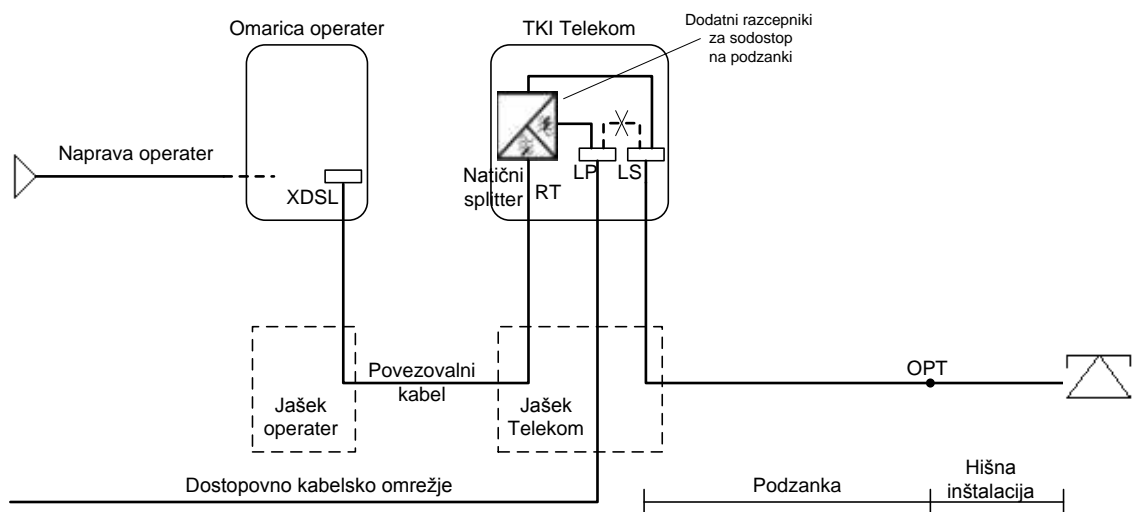 Omarica operater
TKI Telekom
Dodatni razcepniki
za sodostop
na podzanki
Naprava operater
XDSL
Natični
splitter
RT
LP
LS
Povezovalni
kabel
OPT
Jašek
operater
Jašek
Telekom
Dostopovno kabelsko omrežje
Podzanka
Hišna
inštalacija